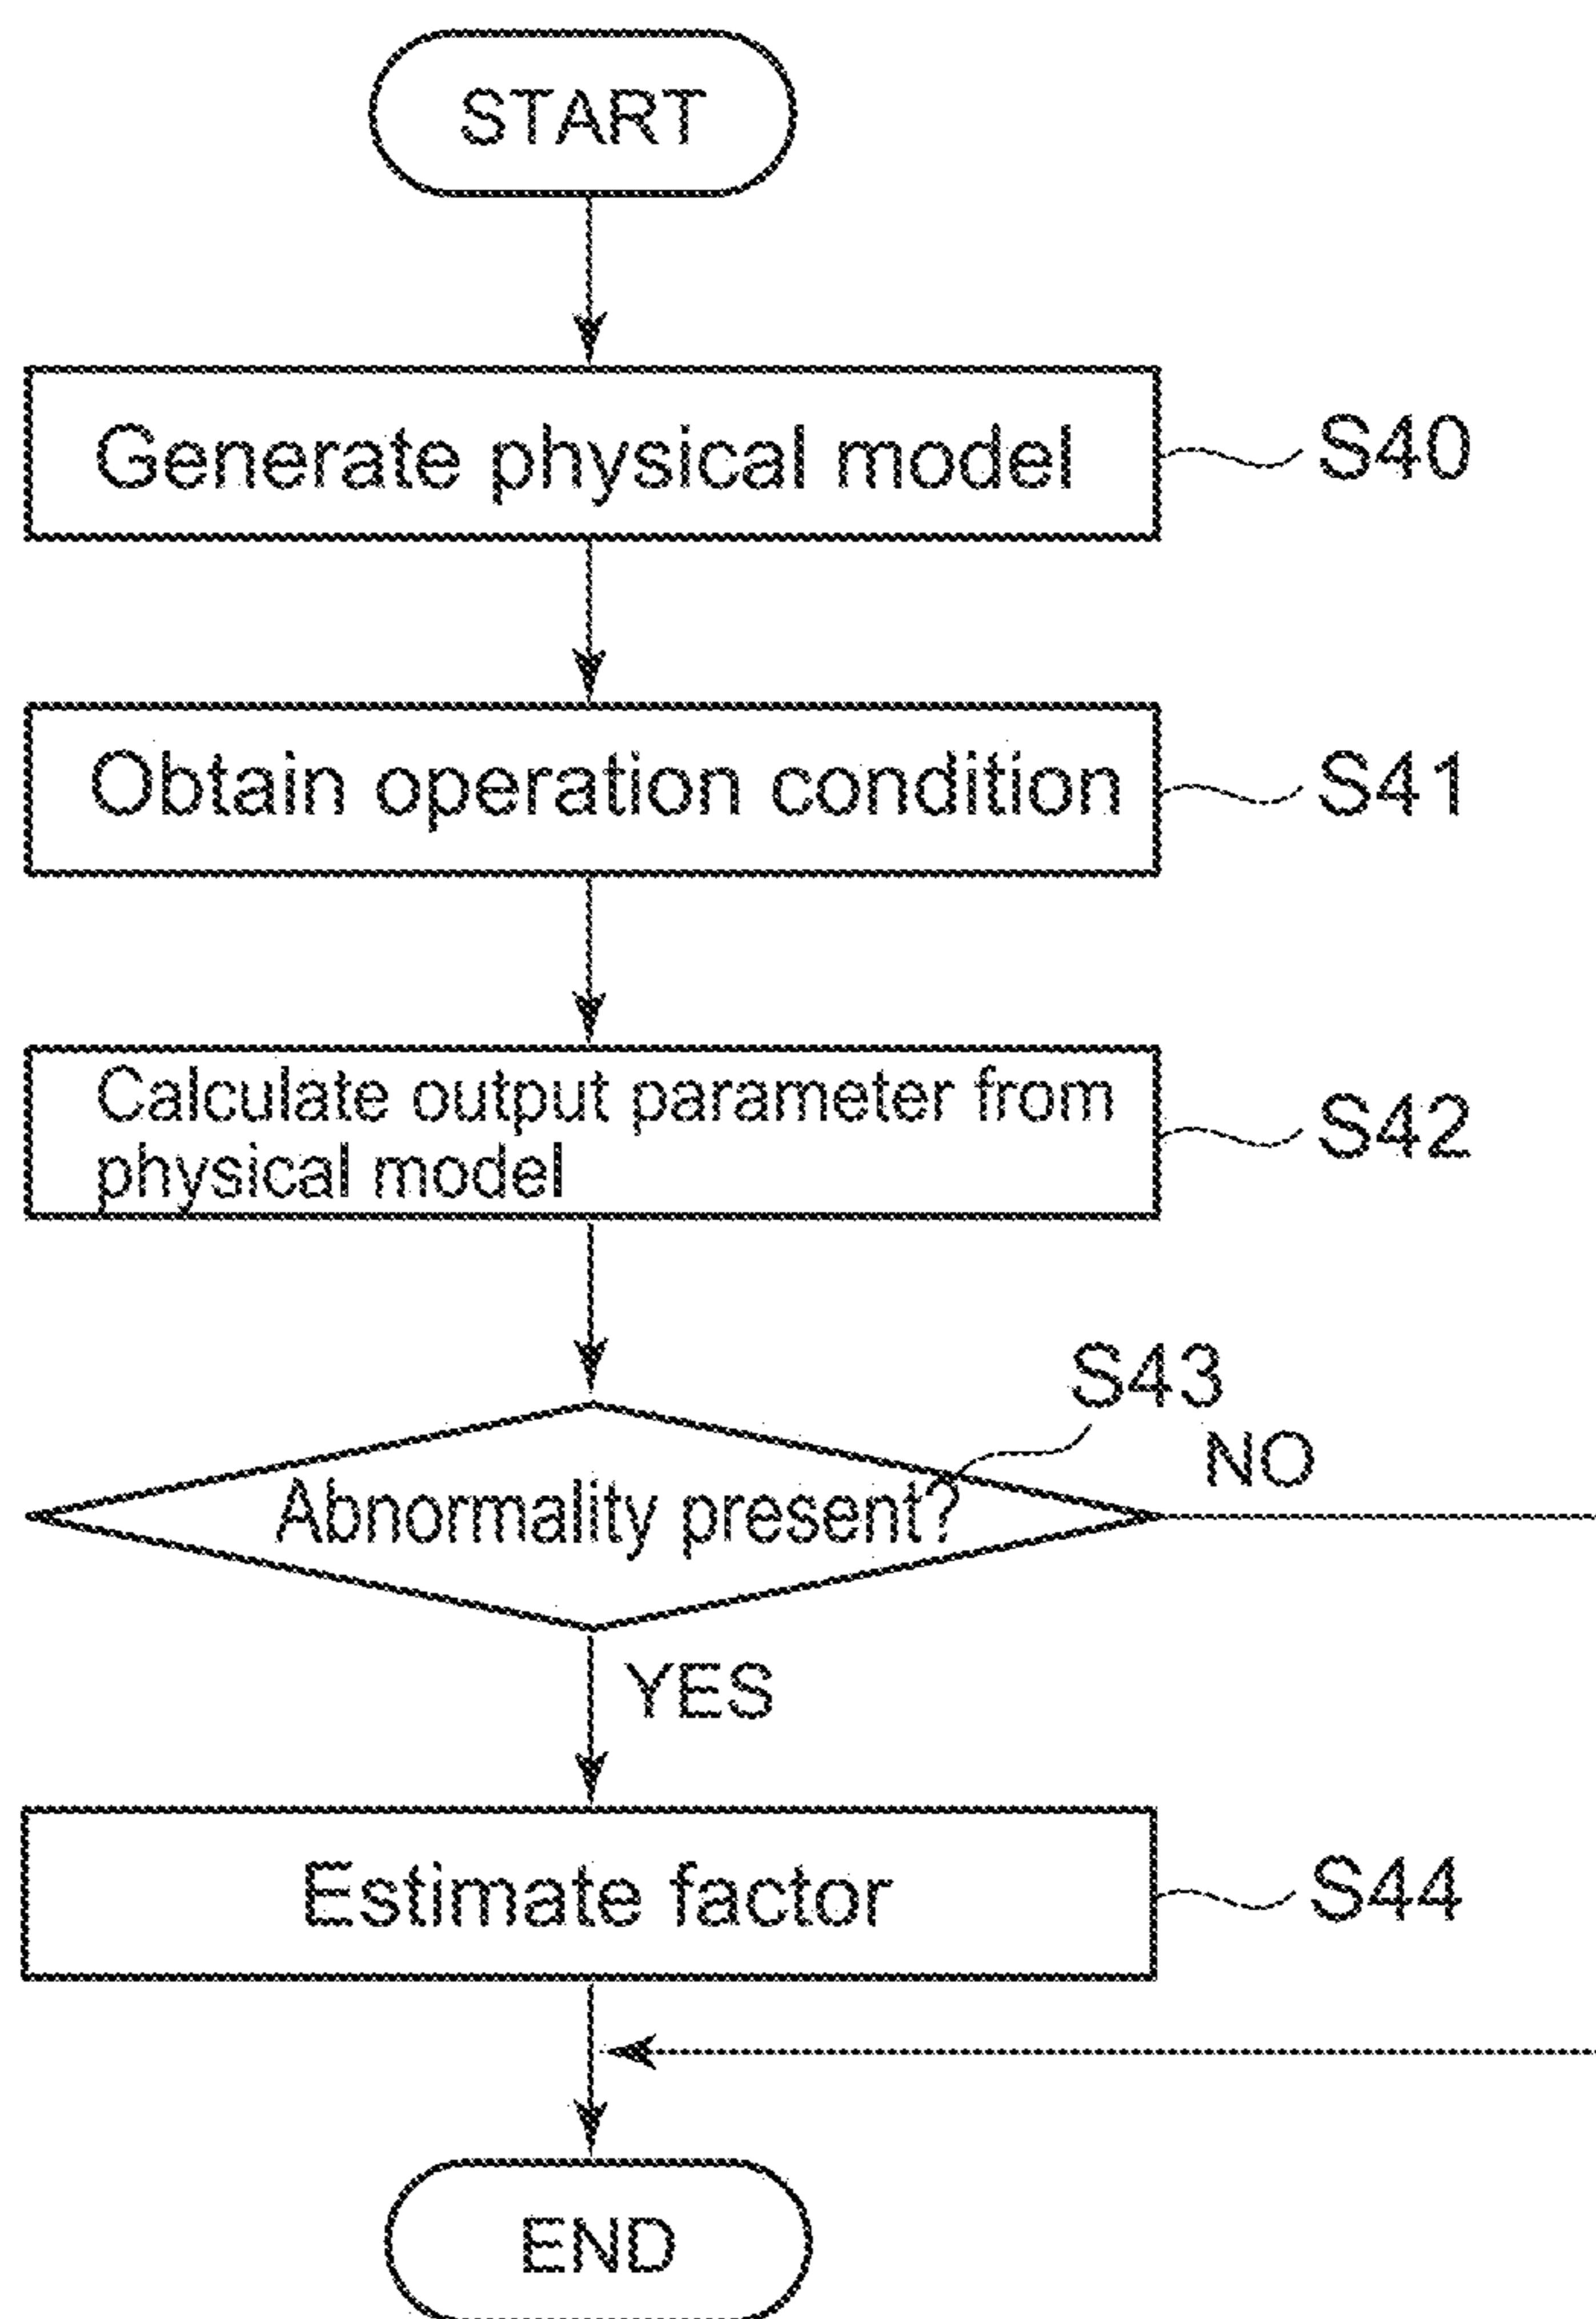 START
Generate physical model
S40
Obtain operation condition
S41
Calculate output parameter from
physical model
S42
S43
NO
Abnormality present?
YES
Estimate factor
S44
END